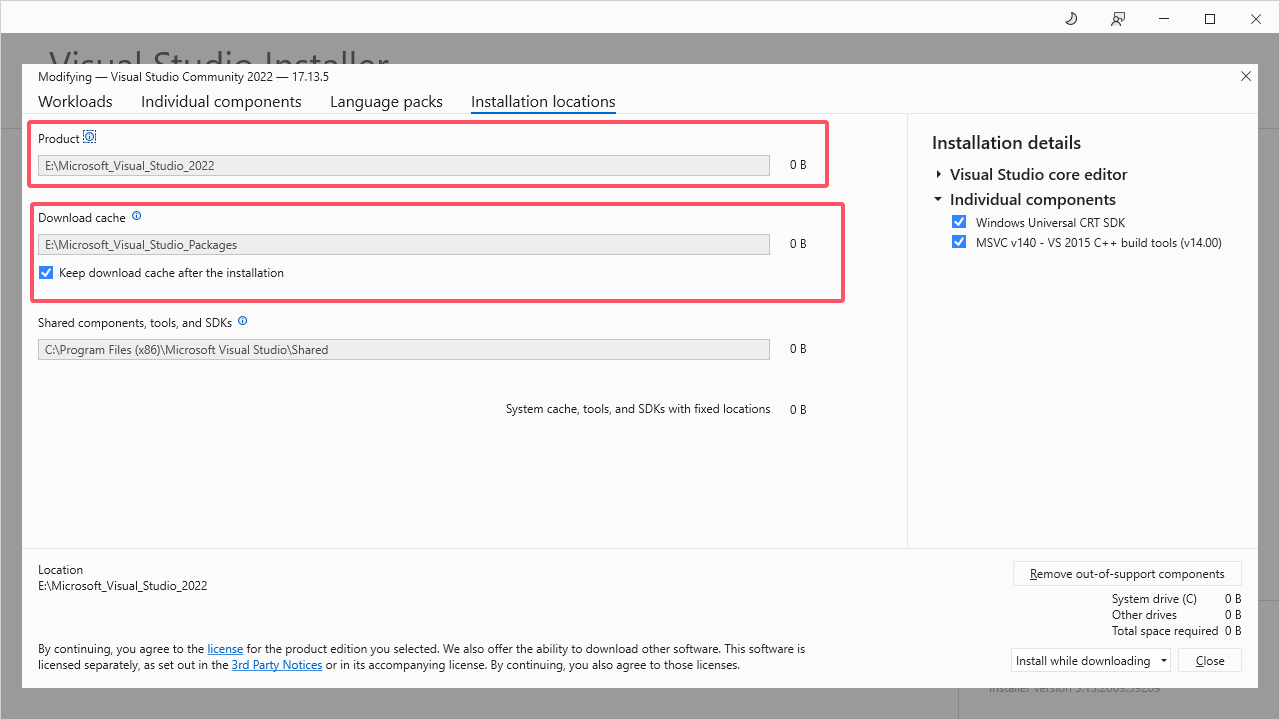 Visual Studio Installer
Modifying — Visual Studio Community 2022 — 17.13.5
Workloads Individual components Language packs Installation locations
Product
E:\Microsoft_Visual_Studio_2022 0 B
Download cache
E:\Microsoft_Visual_Studio_Packages 0 B
Keep download cache after the installation
Shared components, tools, and SDKs
C:\Program Files (x86)\Microsoft Visual Studio\Shared 0 B
System cache, tools, and SDKs with fixed locations 0 B
Installation details
Visual Studio core editor
Individual components
Windows Universal CRT SDK
MSVC v140 - VS 2015 C++ build tools (v14.00)
Location
E:\Microsoft_Visual_Studio_2022
By continuing, you agree to the license for the product edition you selected. We also offer the ability to download other software. This software is
licensed separately, as set out in the 3rd Party Notices or in its accompanying license. By continuing, you also agree to those licenses.
Remove out-of-support components
System drive (C) 0 B
Other drives 0 B
Total space required 0 B
Install while downloading Close
Installer version